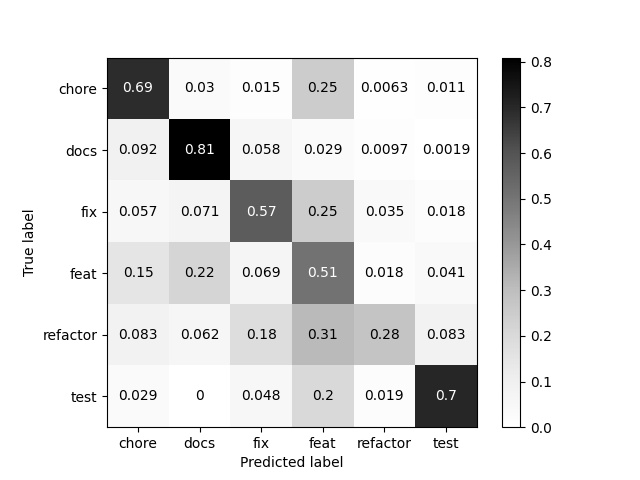 chore 0.69 0.03 0.015 0.25 0.0063 0.011
docs 0.092 0.81 0.058 0.029 0.0097 0.0019
fix 0.057 0.071 0.57 0.25 0.035 0.018
feat 0.15 0.22 0.069 0.51 0.018 0.041
refactor 0.083 0.062 0.18 0.31 0.28 0.083
test 0.029 0 0.048 0.2 0.019 0.7
chore docs fix feat refactor test
Predicted label
True label
0.8
0.7
0.6
0.5
0.4
0.3
0.2
0.1
0.0